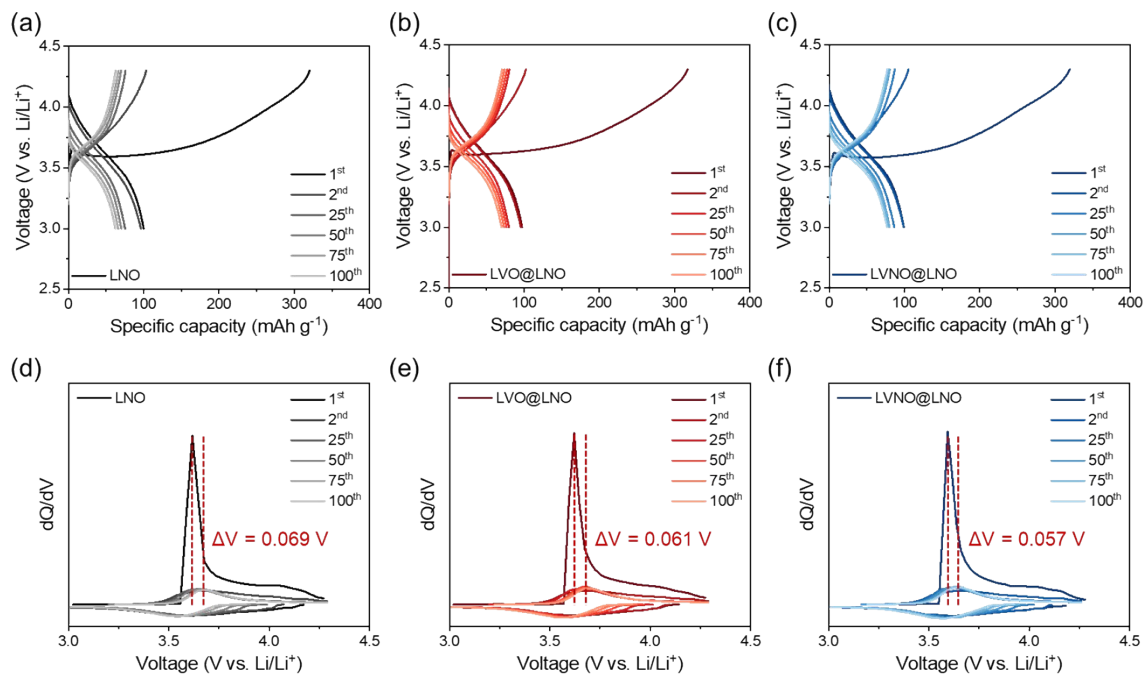 (a)
(b)
(c)
4.5
4.0
3.5
3.0
2.5
Voltage (V vs. Li/Li⁺)
0 100 200 300 400
Specific capacity (mAh g⁻¹)
LNO
1ˢᵗ
2ⁿᵈ
25ᵗʰ
50ᵗʰ
75ᵗʰ
100ᵗʰ
4.5
4.0
3.5
3.0
2.5
Voltage (V vs. Li/Li⁺)
0 100 200 300 400
Specific capacity (mAh g⁻¹)
LVO@LNO
1ˢᵗ
2ⁿᵈ
25ᵗʰ
50ᵗʰ
75ᵗʰ
100ᵗʰ
4.5
4.0
3.5
3.0
2.5
Voltage (V vs. Li/Li⁺)
0 100 200 300 400
Specific capacity (mAh g⁻¹)
LVNO@LNO
1ˢᵗ
2ⁿᵈ
25ᵗʰ
50ᵗʰ
75ᵗʰ
100ᵗʰ
(d)
(e)
(f)
LNO
1ˢᵗ
2ⁿᵈ
25ᵗʰ
50ᵗʰ
75ᵗʰ
100ᵗʰ
dQ/dV
ΔV = 0.069 V
3.0 3.5 4.0 4.5
Voltage (V vs. Li/Li⁺)
LVO@LNO
1ˢᵗ
2ⁿᵈ
25ᵗʰ
50ᵗʰ
75ᵗʰ
100ᵗʰ
dQ/dV
ΔV = 0.061 V
3.0 3.5 4.0 4.5
Voltage (V vs. Li/Li⁺)
LVNO@LNO
1ˢᵗ
2ⁿᵈ
25ᵗʰ
50ᵗʰ
75ᵗʰ
100ᵗʰ
dQ/dV
ΔV = 0.057 V
3.0 3.5 4.0 4.5
Voltage (V vs. Li/Li⁺)